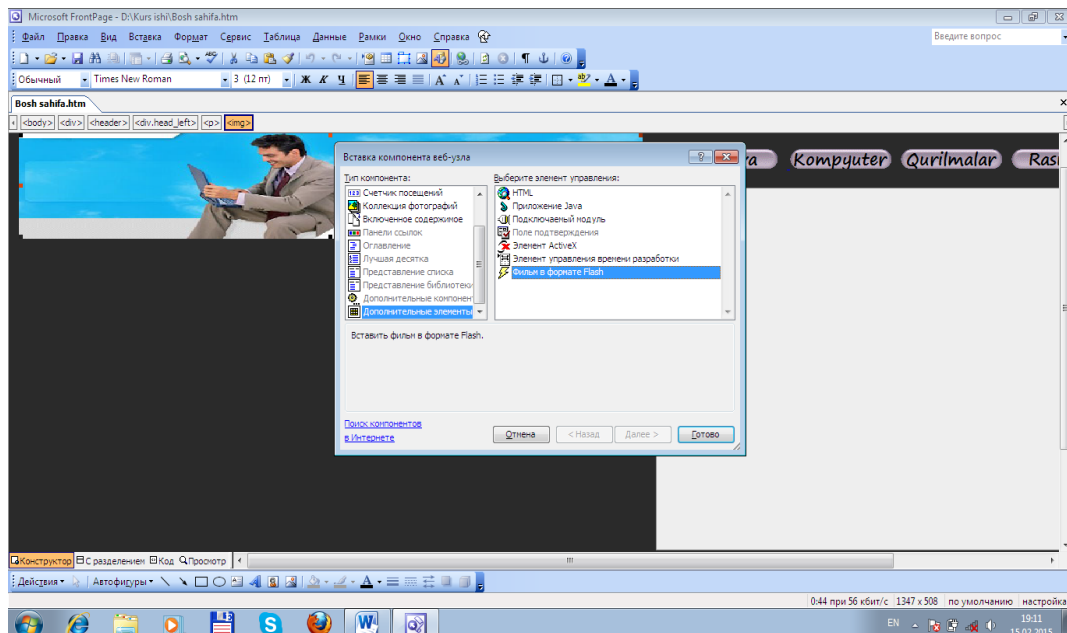 Microsoft FrontPage - D:\Kurs ishi\Bosh sahifa.htm
Файл Правка Вид Вставка Формат Сервис Таблица Данные Рамки Окно Справка
Введите вопрос
Обычный Times New Roman 3 (12 пт) Ж К Ч
Bosh sahifa.htm
<body> <div> <header> <div.head_left> <p> <img>
Kompyuter Qurilmalar Ras
Вставка компонента веб-узла
Тип компонента:
Счетчик посещений
Коллекция фотографий
Включенное содержимое
Панели ссылок
Оглавление
Лучшая десятка
Представление списка
Представление библиотеки
Дополнительные компонен
Дополнительные элементы
Выберите элемент управления:
HTML
Приложение Java
Подключаемый модуль
Поле подтверждения
Элемент ActiveX
Элемент управления времени разработки
Фильм в формате Flash
Вставить фильм в формате Flash.
Поиск компонентов
в Интернете
Отмена < Назад Далее > Готово
Конструктор С разделением Код Просмотр
Действия Автофигуры
0:44 при 56 кбит/с 1347 x 508 по умолчанию настройка
EN 19:11
15.02.2015